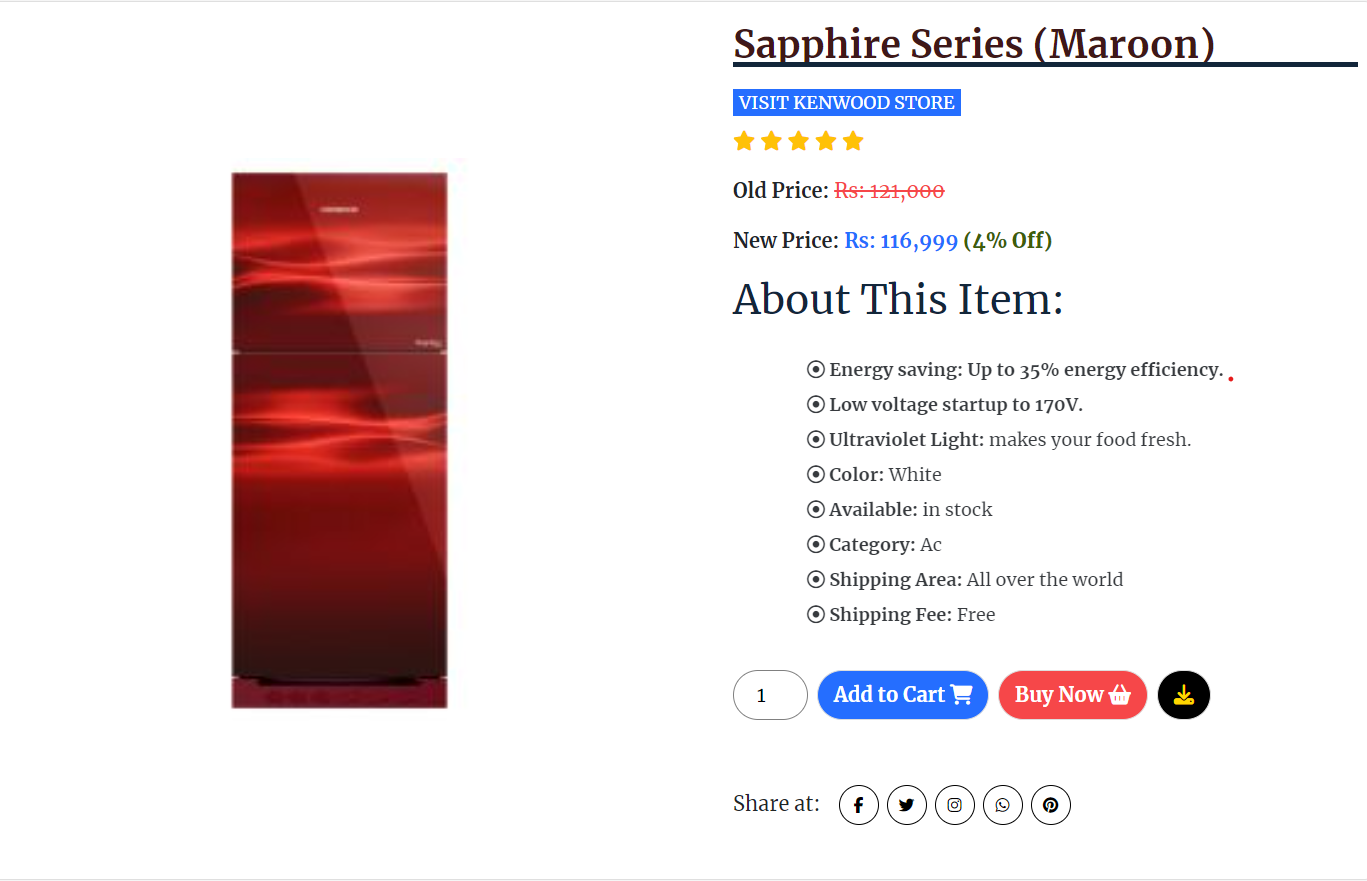 Sapphire Series (Maroon)
VISIT KENWOOD STORE
Old Price: Rs: 121,000
New Price: Rs: 116,999 (4% Off)
About This Item:
Energy saving: Up to 35% energy efficiency.
Low voltage startup to 170V.
Ultraviolet Light: makes your food fresh.
Color: White
Available: in stock
Category: Ac
Shipping Area: All over the world
Shipping Fee: Free
1
Add to Cart
Buy Now
Share at: